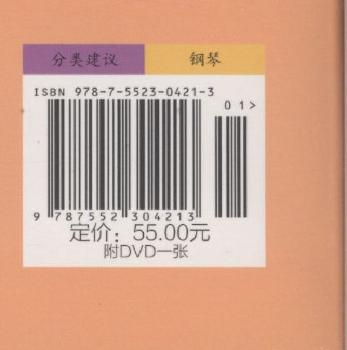 分类建议 钢琴
ISBN 978-7-5523-0421-3
01>
9 787552 304213
定价：55.00元
附DVD一张